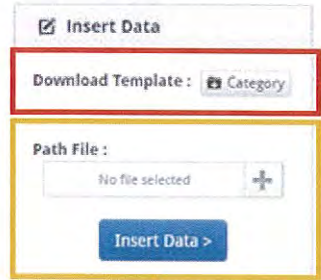 Insert Data
Download Template : Category
Path File :
No file selected
Insert Data >